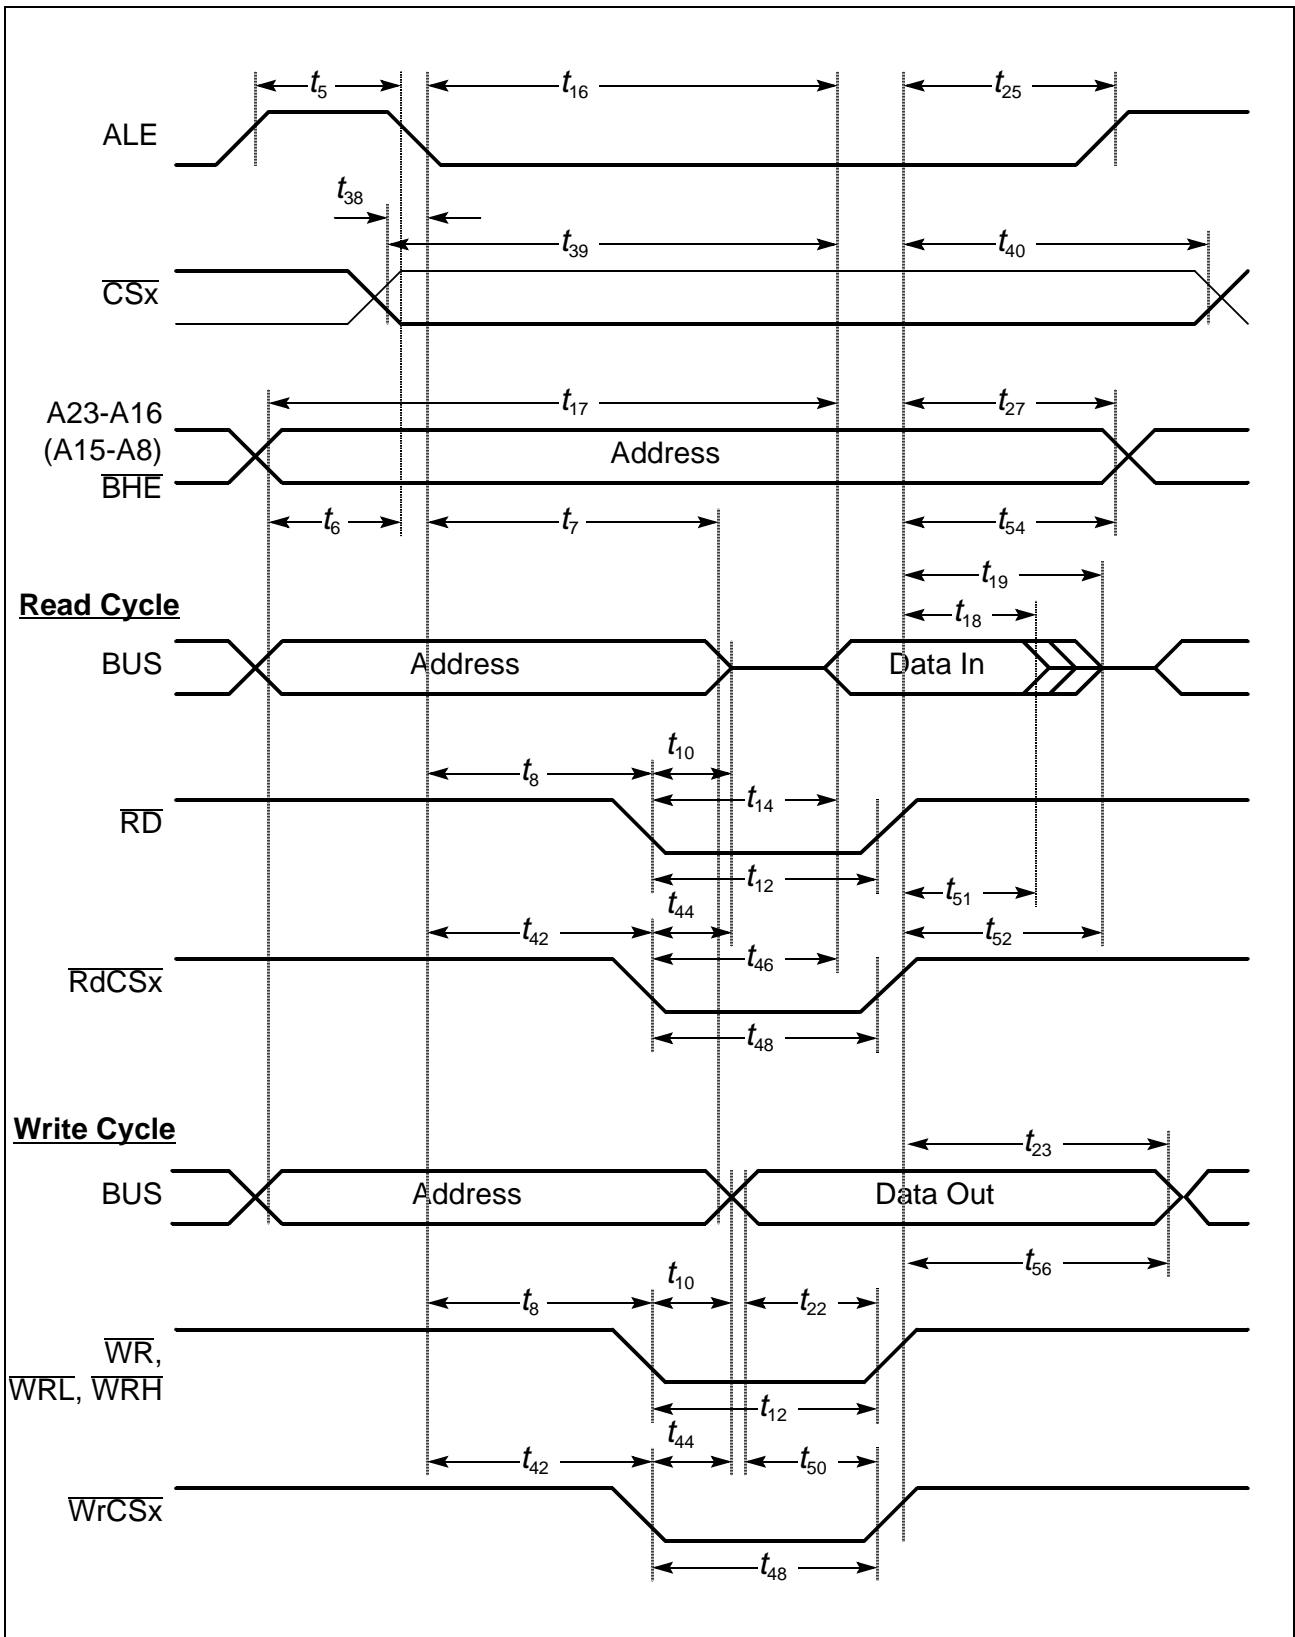 t5 t16 t25
ALE
t38
t39 t40
CSx
t17 t27
A23-A16
(A15-A8)
BHE
Address
t6 t7 t54
t19
Read Cycle
t18
BUS Address Data In
t10
t8
t14
RD
t12 t51
t44
t42 t52
t46
RdCSx
t48
Write Cycle
t23
BUS Address Data Out
t56
t10
t8 t22
WR,
WRL, WRH
t12
t44
t42 t50
WrCSx
t48